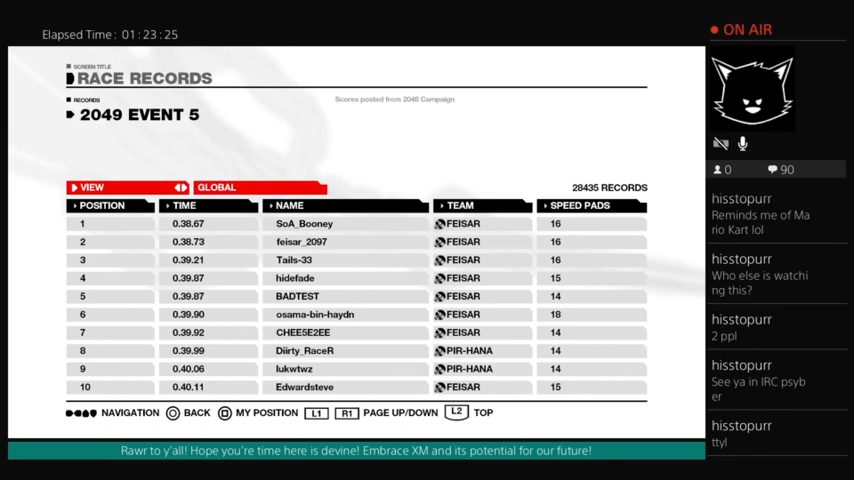 Elapsed Time: 01:23:25
ON AIR
SCREEN TITLE
RACE RECORDS
RECORDS
Scores posted from 2048 Campaign
2049 EVENT 5
VIEW GLOBAL 28435 RECORDS
POSITION TIME NAME TEAM SPEED PADS
1 0.38.67 SoA_Booney FEISAR 16
2 0.38.73 feisar_2097 FEISAR 16
3 0.39.21 Tails-33 FEISAR 16
4 0.39.87 hidefade FEISAR 15
5 0.39.87 BADTEST FEISAR 14
6 0.39.90 osama-bin-haydn FEISAR 18
7 0.39.92 CHEE5E2EE FEISAR 14
8 0.39.99 Diirty_RaceR PIR-HANA 14
9 0.40.06 lukwtwz PIR-HANA 14
10 0.40.11 Edwardsteve FEISAR 15
NAVIGATION BACK MY POSITION L1 R1 PAGE UP/DOWN L2 TOP
Rawr to y'all! Hope you're time here is devine! Embrace XM and its potential for our future!
0 90
hisstopurr
Reminds me of Ma
rio Kart lol
hisstopurr
Who else is watchi
ng this?
hisstopurr
2 ppl
hisstopurr
See ya in IRC psyb
er
hisstopurr
ttyl